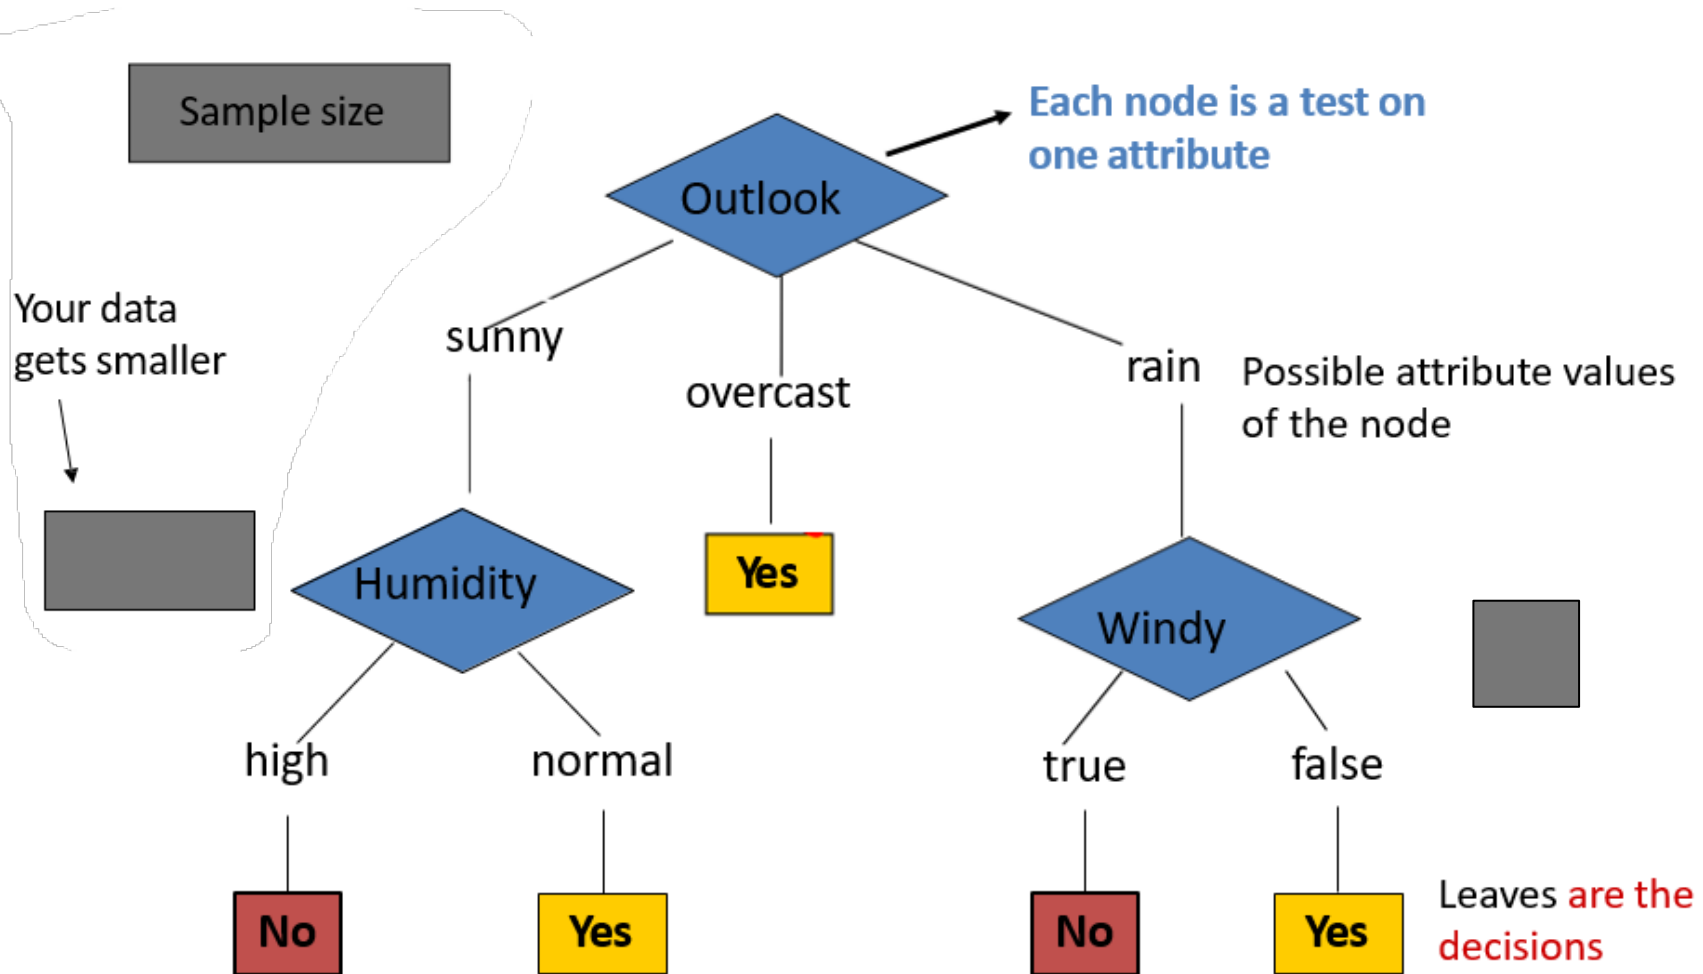 Sample size
Each node is a test on
one attribute
Outlook
Your data
gets smaller
sunny
overcast
rain
Possible attribute values
of the node
Humidity
Yes
Windy
high
normal
true
false
No
Yes
No
Yes
Leaves are the
decisions